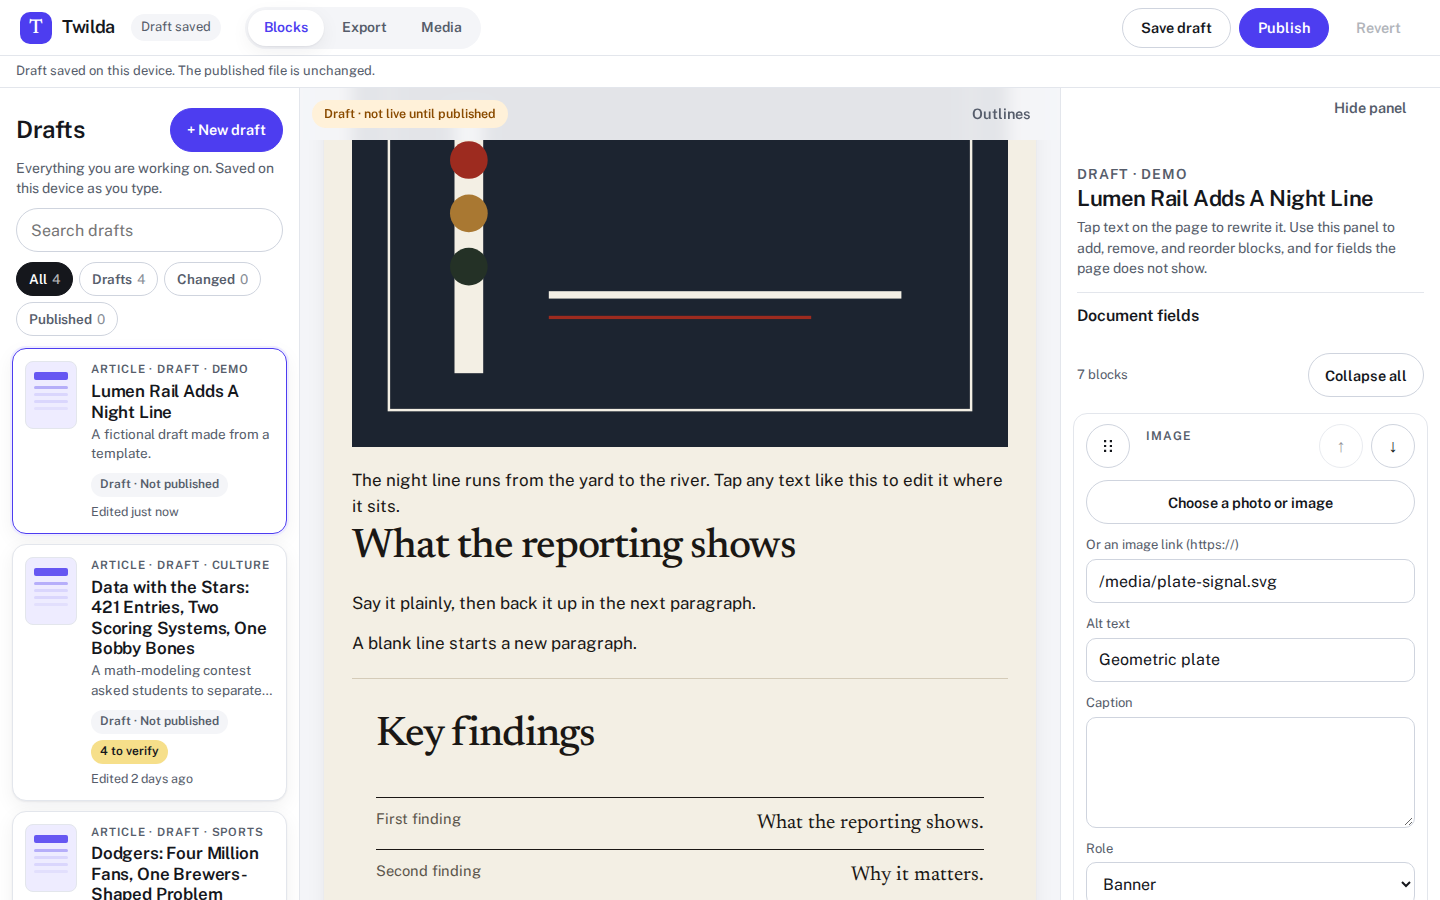 T Twilda Draft saved Blocks Export Media Save draft Publish Revert
Draft saved on this device. The published file is unchanged.
Drafts
+ New draft
Everything you are working on. Saved on
this device as you type.
Search drafts
All 4 Drafts 4 Changed 0
Published 0
ARTICLE · DRAFT · DEMO
Lumen Rail Adds A
Night Line
A fictional draft made from a
template.
Draft · Not published
Edited just now
ARTICLE · DRAFT · CULTURE
Data with the Stars:
421 Entries, Two
Scoring Systems, One
Bobby Bones
A math-modeling contest
asked students to separate...
Draft · Not published
4 to verify
Edited 2 days ago
ARTICLE · DRAFT · SPORTS
Dodgers: Four Million
Fans, One Brewers-
Shaped Problem
Draft · not live until published
Outlines
The night line runs from the yard to the river. Tap any text like this to edit it where
it sits.
What the reporting shows
Say it plainly, then back it up in the next paragraph.
A blank line starts a new paragraph.
Key findings
First finding What the reporting shows.
Second finding Why it matters.
Hide panel
DRAFT · DEMO
Lumen Rail Adds A Night Line
Tap text on the page to rewrite it. Use this panel to
add, remove, and reorder blocks, and for fields the
page does not show.
Document fields
7 blocks
Collapse all
IMAGE
↑ ↓
Choose a photo or image
Or an image link (https://)
/media/plate-signal.svg
Alt text
Geometric plate
Caption
Role
Banner